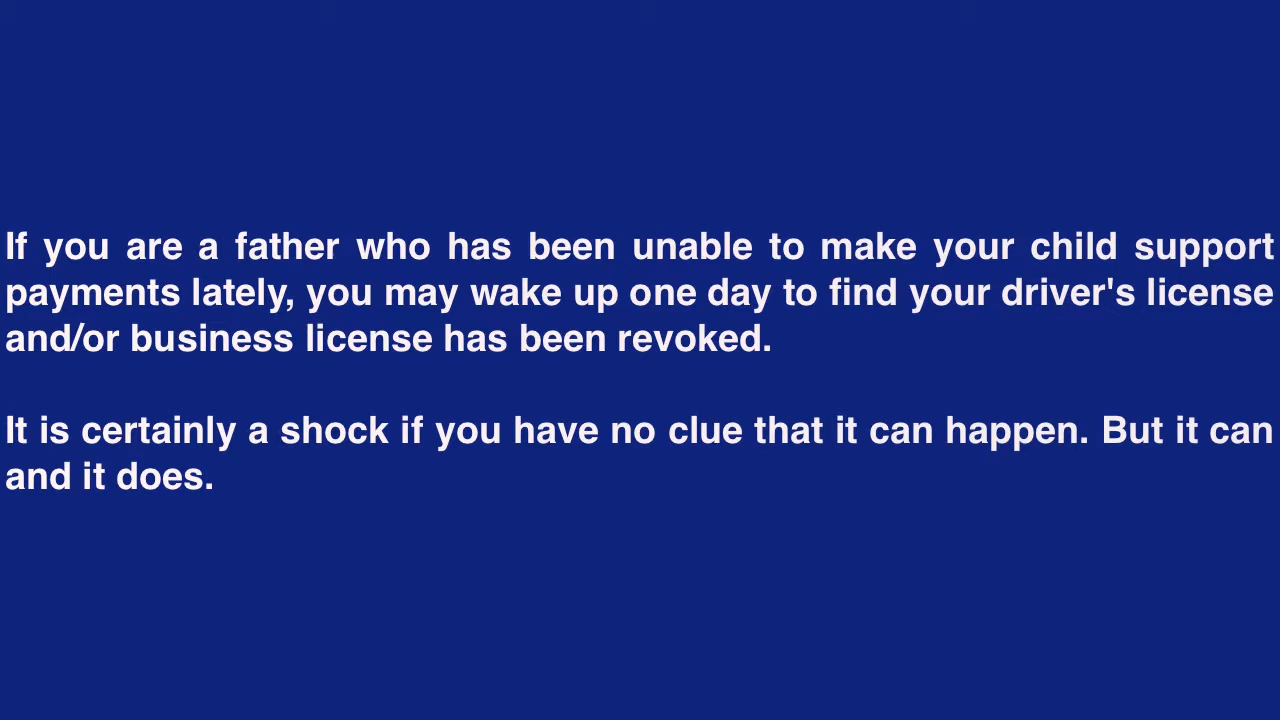 If you are a father who has been unable to make your child support
payments lately, you may wake up one day to find your driver's license
and/or business license has been revoked.
It is certainly a shock if you have no clue that it can happen. But it can
and it does.